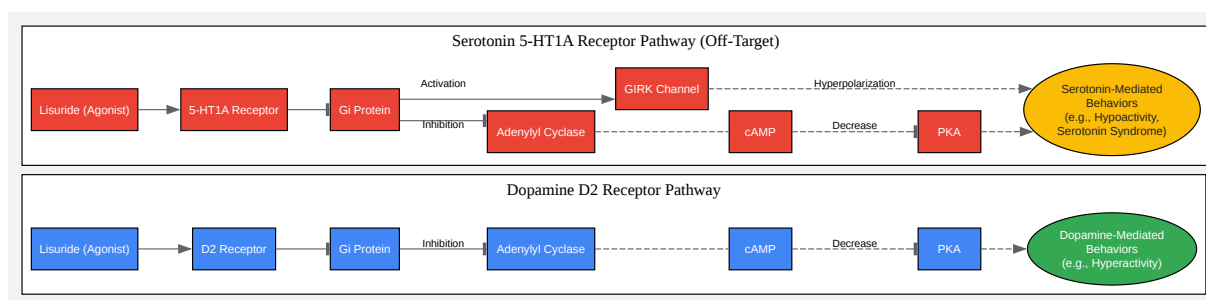 Serotonin 5-HT1A Receptor Pathway (Off-Target)
Lisuride (Agonist)
5-HT1A Receptor
Gi Protein
Activation
Inhibition
GIRK Channel
Adenylyl Cyclase
Hyperpolarization
cAMP
Decrease
PKA
Serotonin-Mediated
Behaviors
(e.g., Hypoactivity,
Serotonin Syndrome)
Dopamine D2 Receptor Pathway
Lisuride (Agonist)
D2 Receptor
Gi Protein
Inhibition
Adenylyl Cyclase
cAMP
Decrease
PKA
Dopamine-Mediated
Behaviors
(e.g., Hyperactivity)